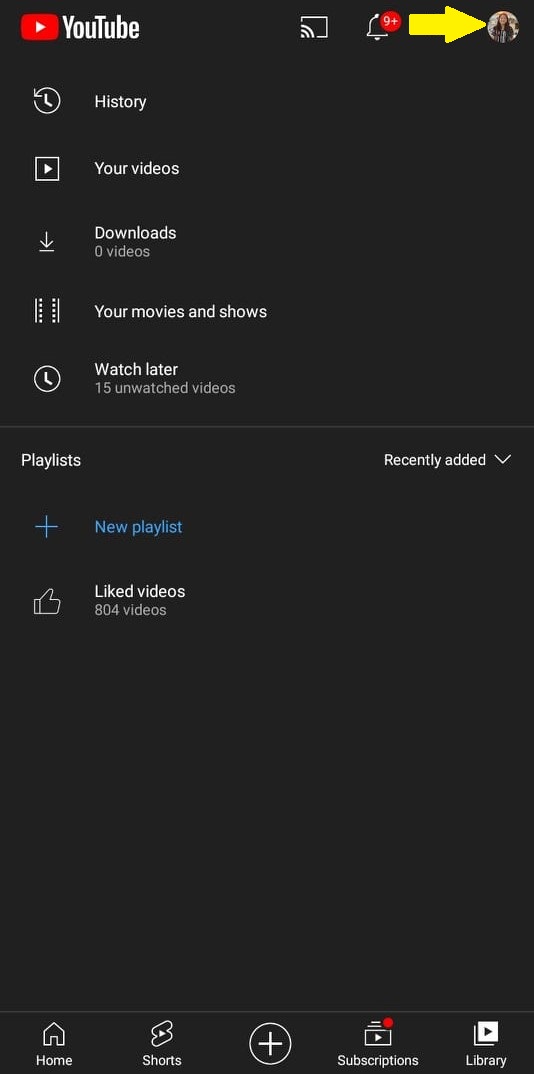 YouTube
9+
History
Your videos
Downloads
0 videos
Your movies and shows
Watch later
15 unwatched videos
Playlists
Recently added
New playlist
Liked videos
804 videos
Home
Shorts
Subscriptions
Library